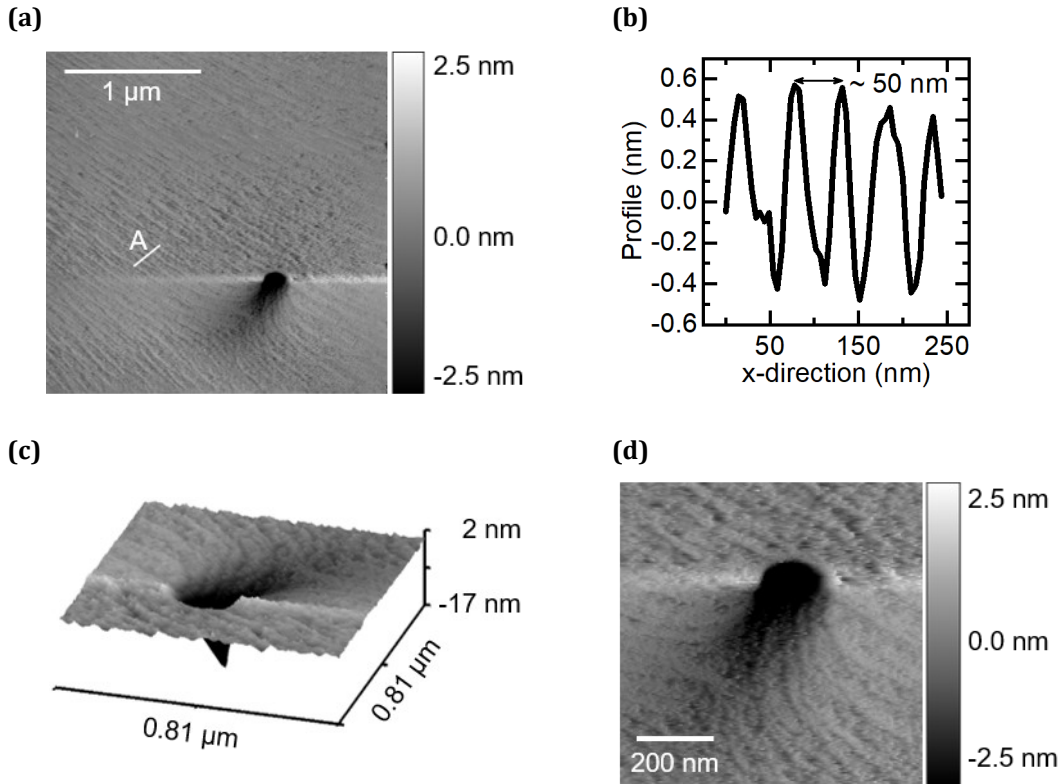 (a)
1 μm
A
2.5 nm
0.0 nm
-2.5 nm
(b)
0.6
0.4
0.2
0.0
-0.2
-0.4
-0.6
Profile (nm)
~ 50 nm
50 150 250
x-direction (nm)
(c)
2 nm
-17 nm
0.81 μm
0.81 μm
(d)
200 nm
2.5 nm
0.0 nm
-2.5 nm